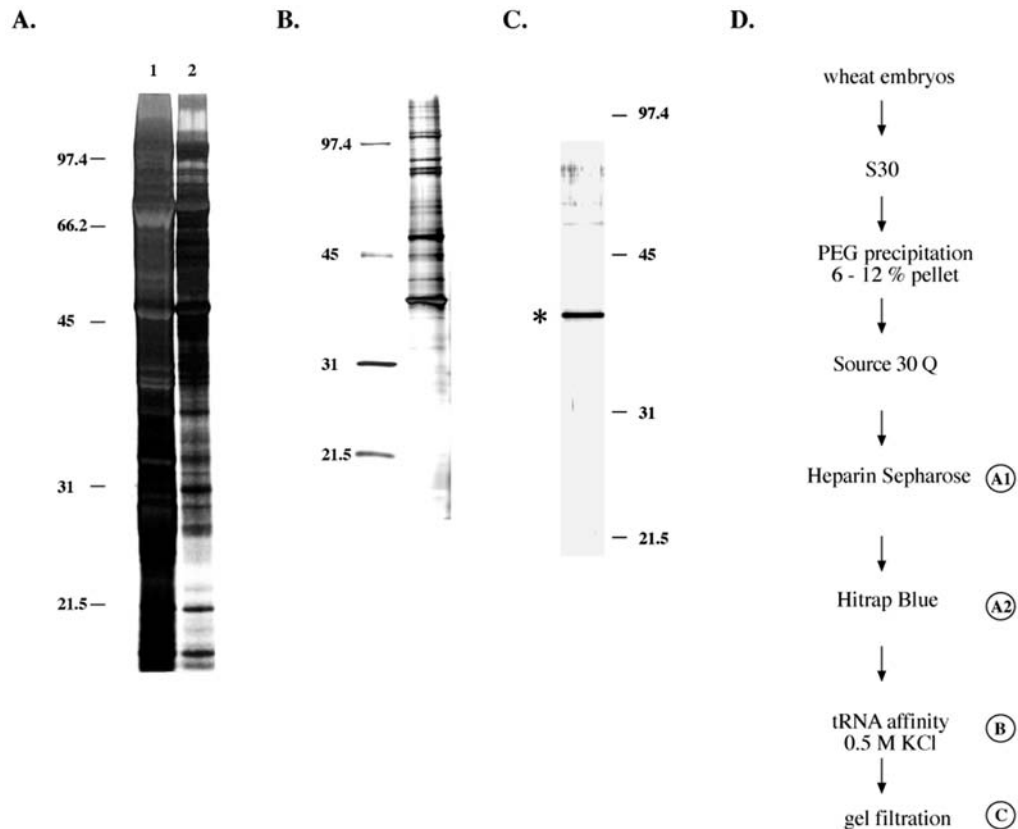 A.
1 2
97.4
66.2
45
31
21.5
B.
97.4
45
31
21.5
C.
97.4
45
*
31
21.5
D.
wheat embryos
S30
PEG precipitation
6 - 12 % pellet
Source 30 Q
Heparin Sepharose A1
Hitrap Blue A2
tRNA affinity B
0.5 M KCl
gel filtration C